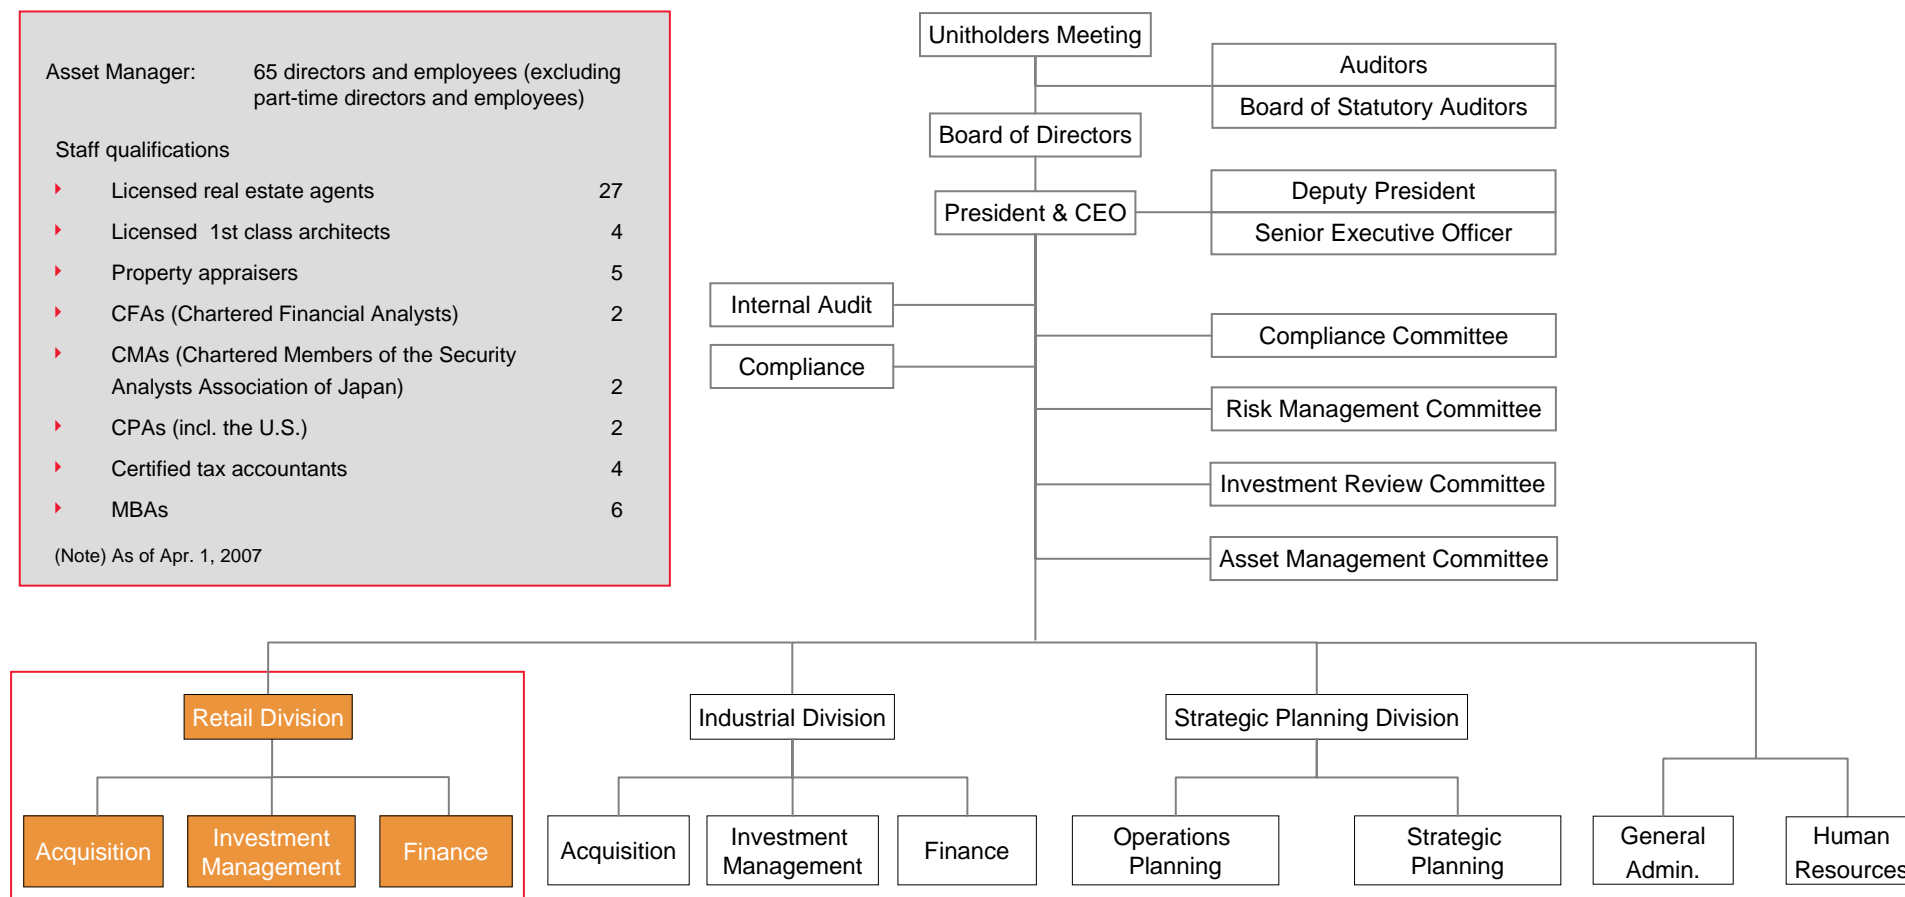 Asset Manager: 65 directors and employees (excluding
part-time directors and employees)
Staff qualifications
Licensed real estate agents 27
Licensed 1st class architects 4
Property appraisers 5
CFAs (Chartered Financial Analysts) 2
CMAs (Chartered Members of the Security
Analysts Association of Japan) 2
CPAs (incl. the U.S.) 2
Certified tax accountants 4
MBAs 6
(Note) As of Apr. 1, 2007
Unitholders Meeting
Auditors
Board of Statutory Auditors
Board of Directors
President & CEO
Deputy President
Senior Executive Officer
Internal Audit
Compliance
Compliance Committee
Risk Management Committee
Investment Review Committee
Asset Management Committee
Retail Division
Acquisition
Investment
Management
Finance
Industrial Division
Acquisition
Investment
Management
Finance
Strategic Planning Division
Operations
Planning
Strategic
Planning
General
Admin.
Human
Resources